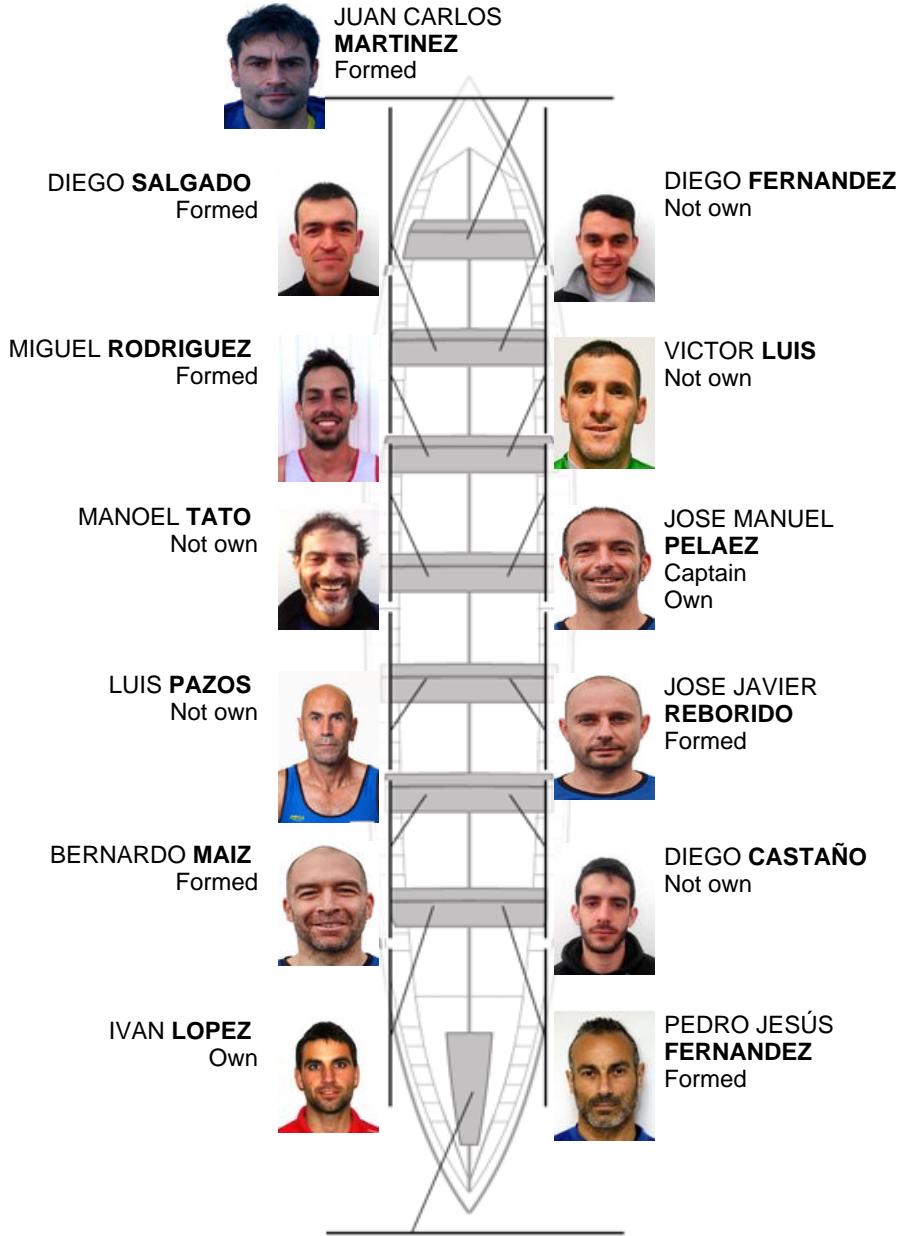 JUAN CARLOS
MARTINEZ
Formed
DIEGO SALGADO
Formed
DIEGO FERNANDEZ
Not own
MIGUEL RODRIGUEZ
Formed
VICTOR LUIS
Not own
MANOEL TATO
Not own
JOSE MANUEL
PELAEZ
Captain
Own
LUIS PAZOS
Not own
JOSE JAVIER
REBORIDO
Formed
BERNARDO MAIZ
Formed
DIEGO CASTAÑO
Not own
IVAN LOPEZ
Own
PEDRO JESÚS
FERNANDEZ
Formed